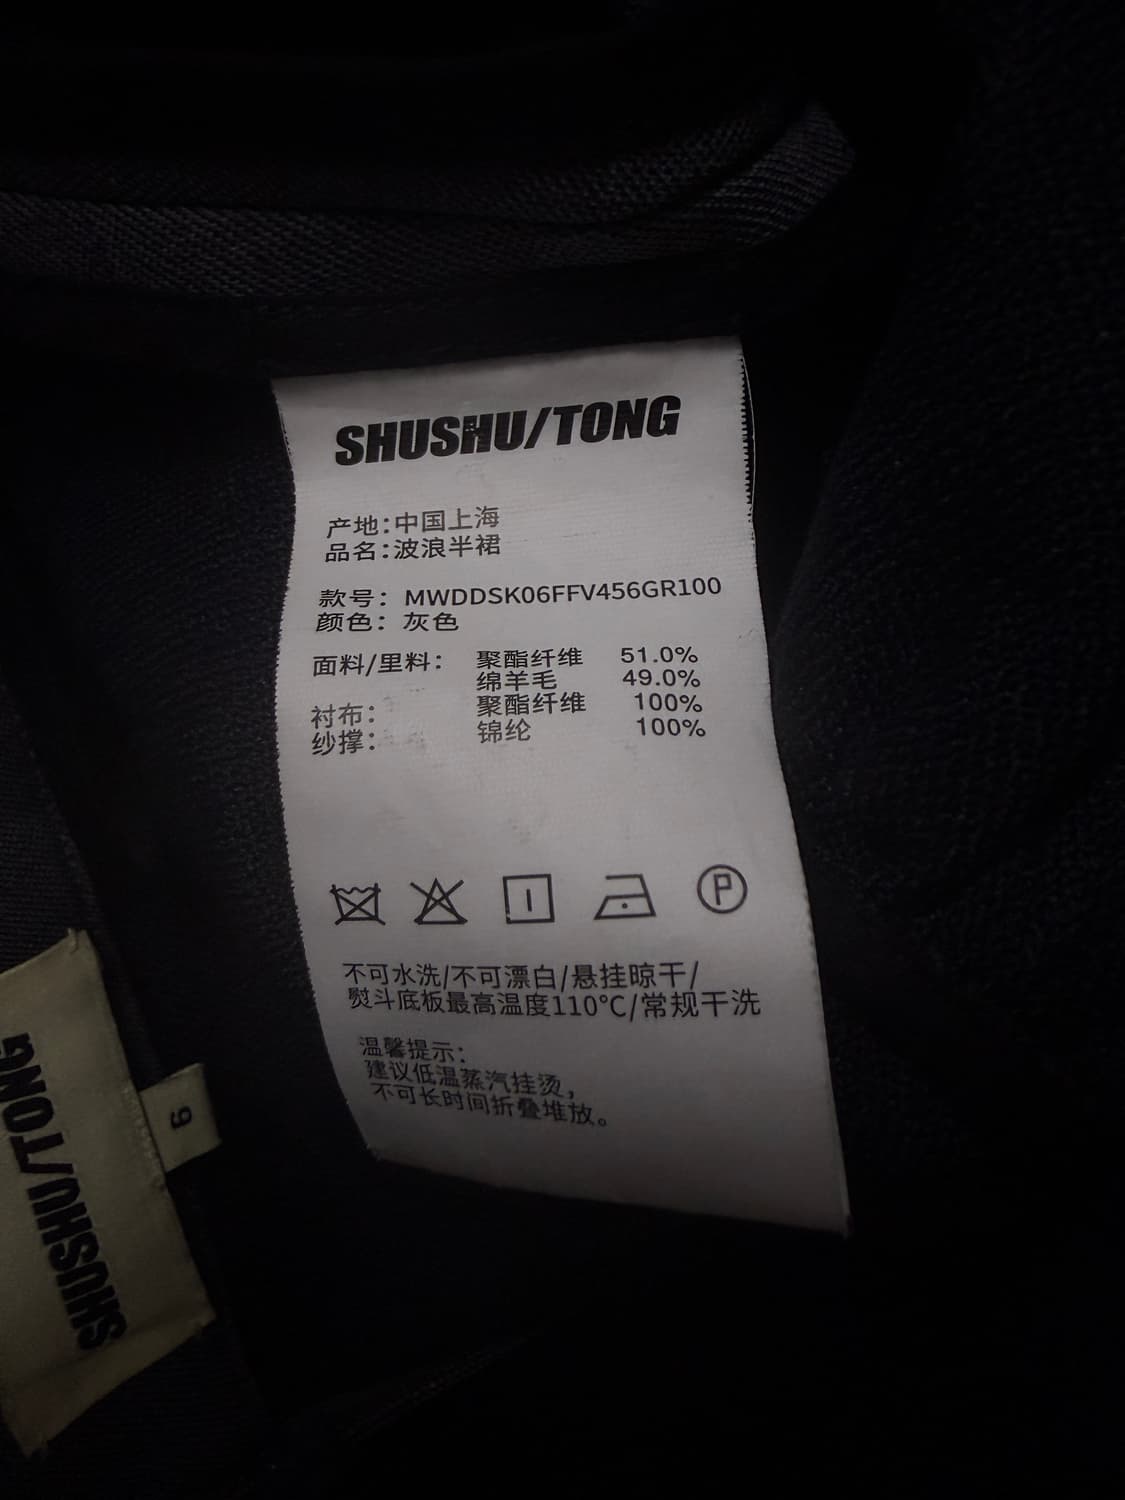 SHUSHU/TONG
产地:中国上海
品名:波浪半裙
款号: MWDDSK06FFV456GR100
颜色: 灰色
面料/里料: 聚酯纤维 51.0%
绵羊毛 49.0%
衬布: 聚酯纤维 100%
纱撑: 锦纶 100%
P
不可水洗/不可漂白/悬挂晾干/
熨斗底板最高温度110℃/常规干洗
温馨提示:
建议低温蒸汽挂烫,
不可长时间折叠堆放。
SHUSHU/TONG
6